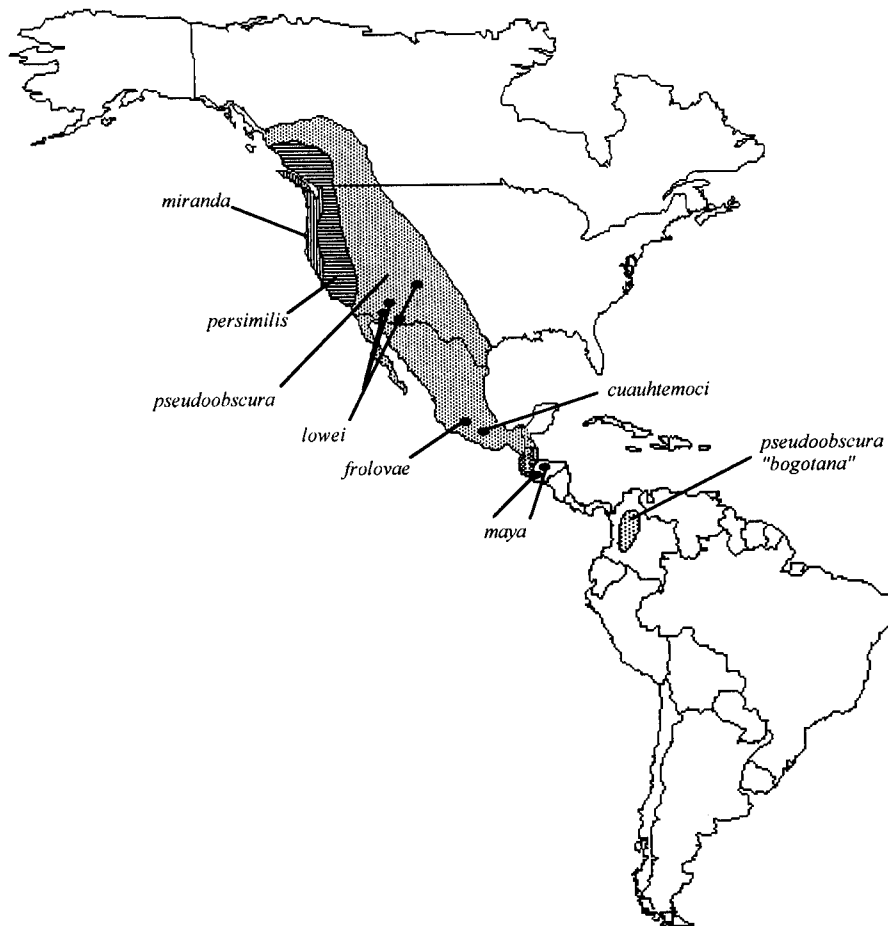 miranda
persimilis
pseudoobscura
lowei
frolovae
cuauhtemoci
pseudoobscura
"bogotana"
maya